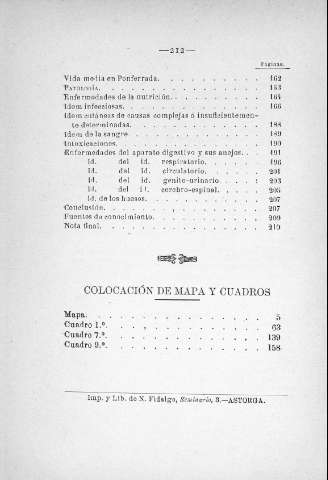 —212—
Páginas.
Vida media en Ponferrada. . . . . . . . . . 162
. . . . . . . . . . . .
Enfermedades de la nutrición. . . . . . . . . 165
Idem infecciosas. . . . . . . . . . . . 166
Idem cutáneas de causas complejas ó insuficientemen-
te determinadas. . . . . . . . . . . . 188
Idem de la sangre. . . . . . . . . . . . 189
Intoxicaciones. . . . . . . . . . . . 190
Enfermedades del aparato digestivo y sus anejos. . . 191
id. del id. respiratorio. . . . . . 196
id. del id. circulatorio. . . . . . 201
id. del id. genito-urinario. . . . . 203
id. del id. cerebro-espinal. . . . . 205
id. de los huesos. . . . . . . . . . 207
Conclusión. . . . . . . . . . . . . 207
Fuentes de conocimiento. . . . . . . . . . 209
Nota final. . . . . . . . . . . . . 210
COLOCACIÓN DE MAPA Y CUADROS
Mapa. . . . . . . . . . . . . . 5
Cuadro 1.º. . . . . . . . . . . . . 63
Cuadro 7.º. . . . . . . . . . . . . 139
Cuadro 9.º. . . . . . . . . . . . . 158
Imp. y Lib. de N. Fidalgo, Seminario, 3.—ASTORGA.